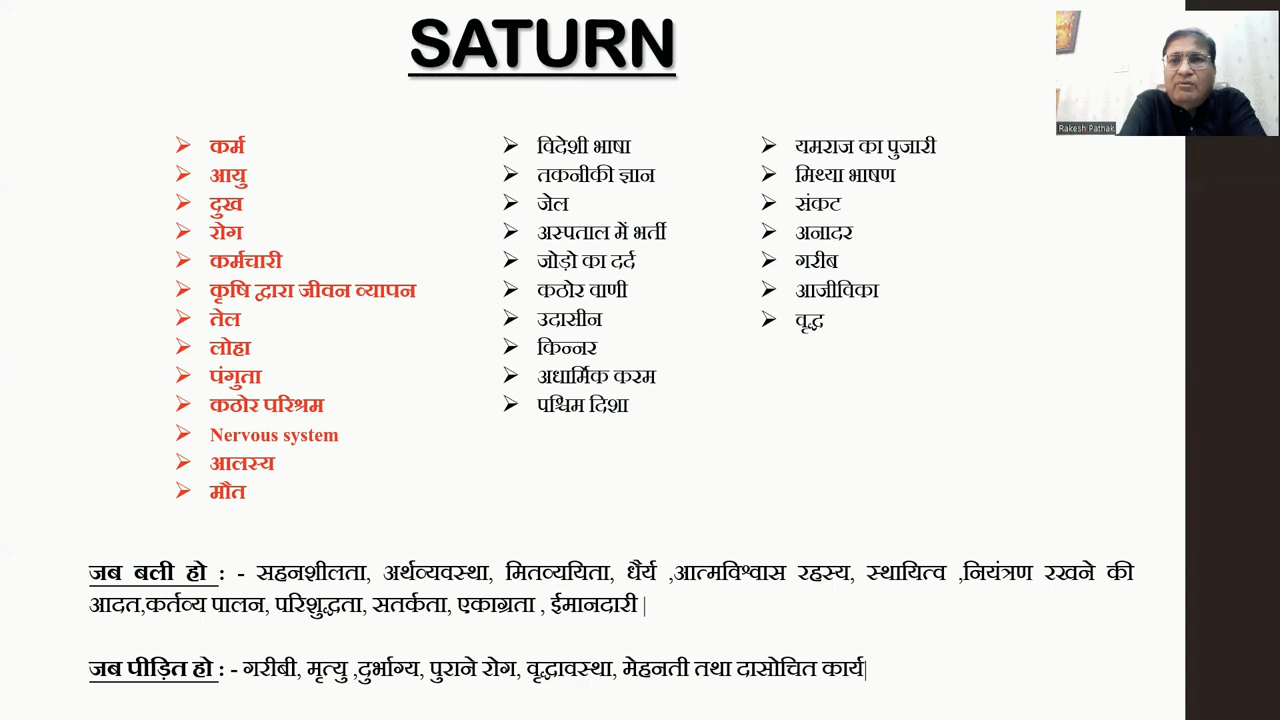 SATURN
Rakesh Pathak
कर्म
आयु
दुख
रोग
कर्मचारी
कृषि द्वारा जीवन व्यापन
तेल
लोहा
पंगुता
कठोर परिश्रम
Nervous system
आलस्य
मौत
विदेशी भाषा
तकनीकी ज्ञान
जेल
अस्पताल में भर्ती
जोड़ो का दर्द
कठोर वाणी
उदासीन
किन्नर
अधार्मिक करम
पश्चिम दिशा
यमराज का पुजारी
मिथ्या भाषण
संकट
अनादर
गरीब
आजीविका
वृद्ध
जब बली हो : - सहनशीलता, अर्थव्यवस्था, मितव्ययिता, धैर्य ,आत्मविश्वास रहस्य, स्थायित्व ,नियंत्रण रखने की
आदत,कर्तव्य पालन, परिशुद्धता, सतर्कता, एकाग्रता , ईमानदारी |
जब पीड़ित हो : - गरीबी, मृत्यु ,दुर्भाग्य, पुराने रोग, वृद्धावस्था, मेहनती तथा दासोचित कार्य|